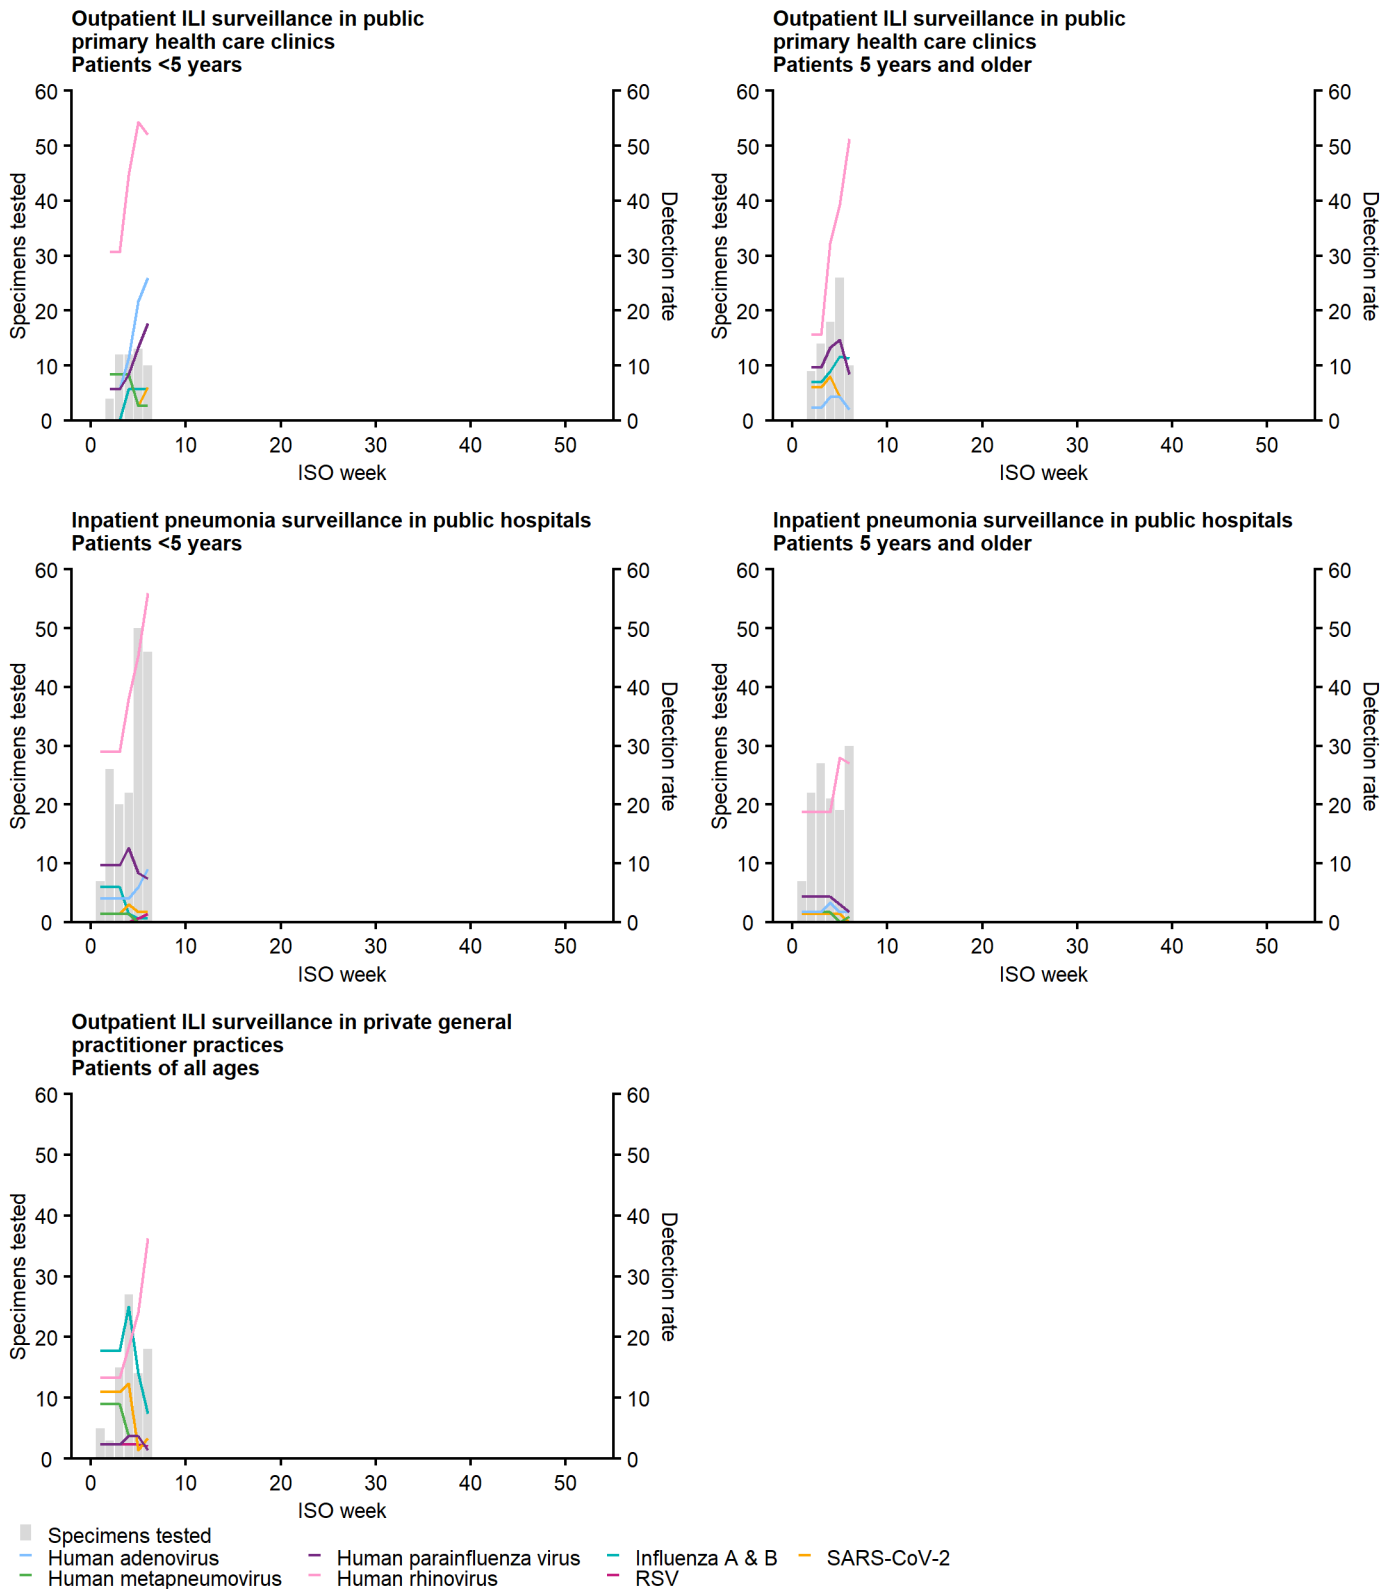 Outpatient ILI surveillance in public
primary health care clinics
Patients <5 years
60
50
40
30
20
10
0
Specimens tested
60
50
40
30
20
10
0
Detection rate
0 10 20 30 40 50
ISO week
Outpatient ILI surveillance in public
primary health care clinics
Patients 5 years and older
60
50
40
30
20
10
0
Specimens tested
60
50
40
30
20
10
0
Detection rate
0 10 20 30 40 50
ISO week
Inpatient pneumonia surveillance in public hospitals
Patients <5 years
60
50
40
30
20
10
0
Specimens tested
60
50
40
30
20
10
0
Detection rate
0 10 20 30 40 50
ISO week
Inpatient pneumonia surveillance in public hospitals
Patients 5 years and older
60
50
40
30
20
10
0
Specimens tested
60
50
40
30
20
10
0
Detection rate
0 10 20 30 40 50
ISO week
Outpatient ILI surveillance in private general
practitioner practices
Patients of all ages
60
50
40
30
20
10
0
Specimens tested
60
50
40
30
20
10
0
Detection rate
0 10 20 30 40 50
ISO week
Specimens tested
Human adenovirus Human parainfluenza virus Influenza A & B SARS-CoV-2
Human metapneumovirus Human rhinovirus RSV